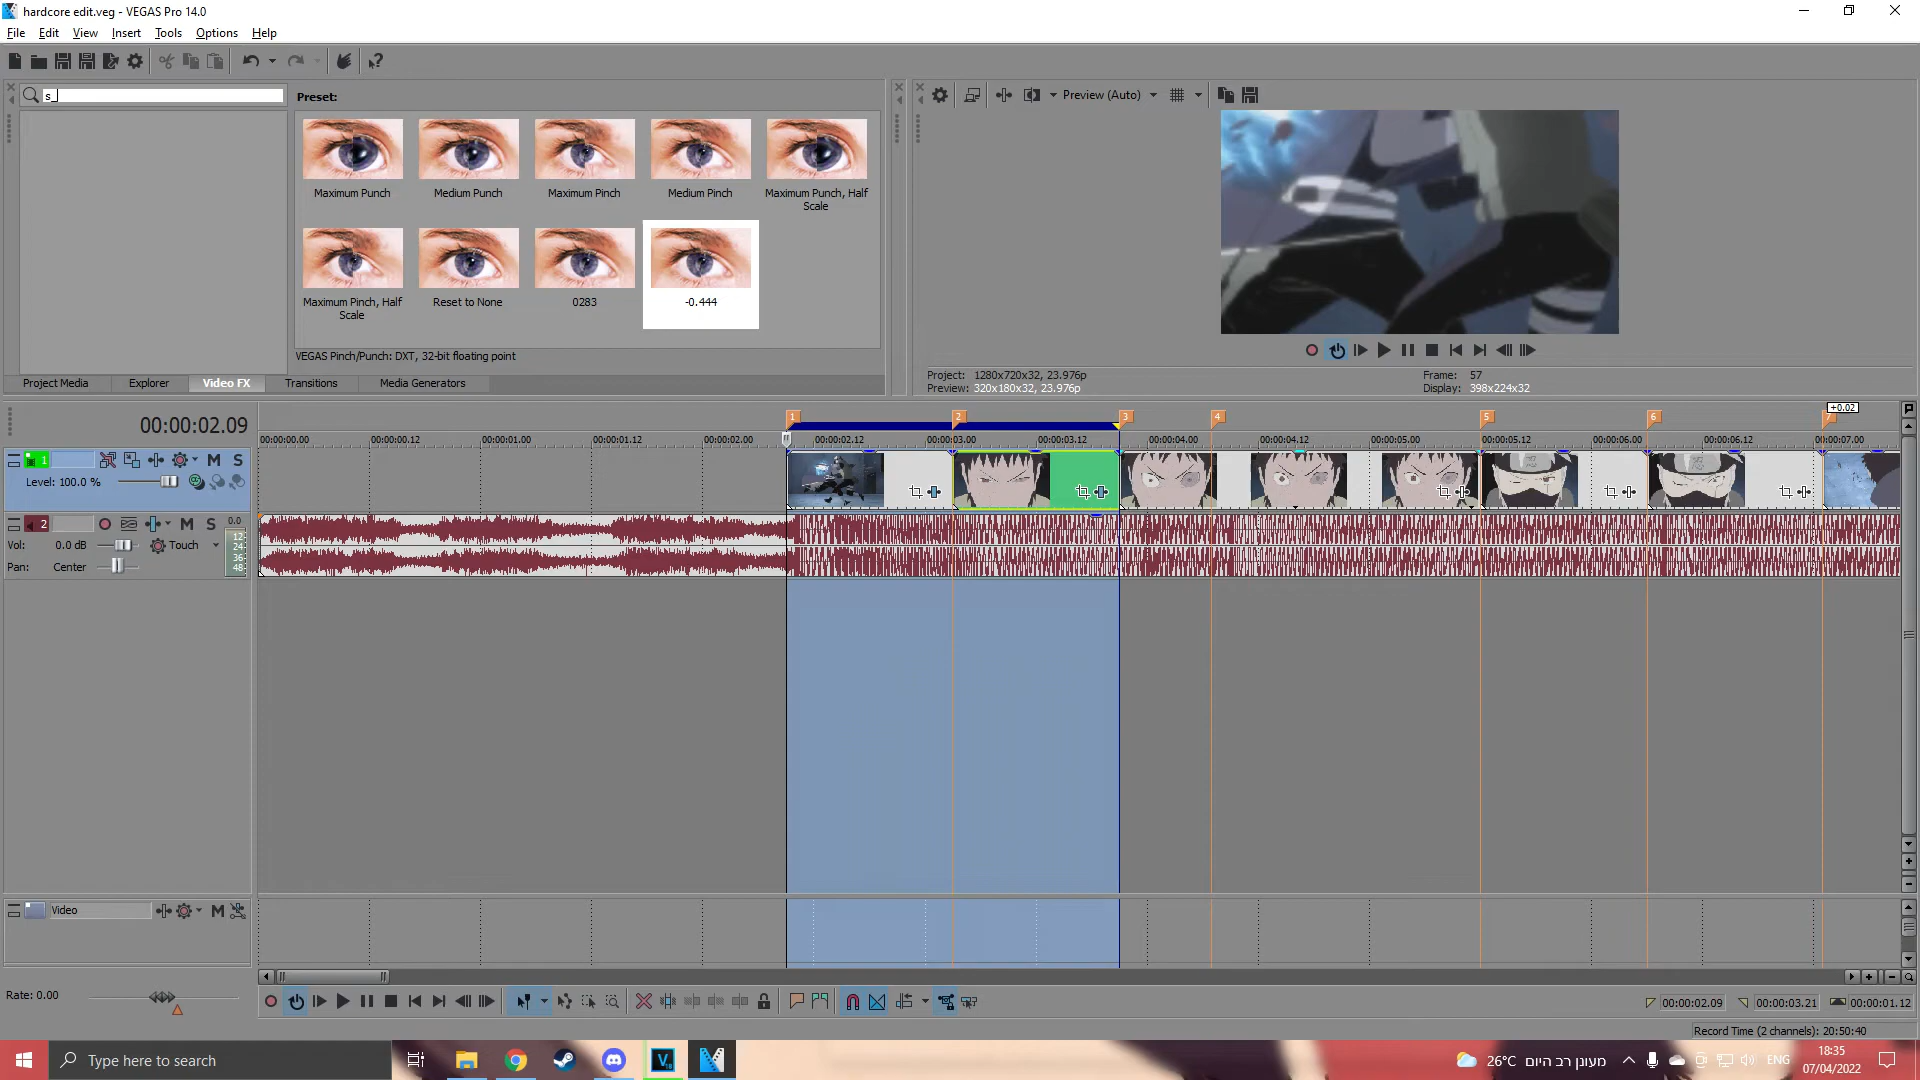 hardcore edit.veg - VEGAS Pro 14.0
File Edit View Insert Tools Options Help
s_
Preset:
Preview (Auto)
Maximum Punch
Medium Punch
Maximum Pinch
Medium Pinch
Maximum Punch, Half Scale
Maximum Pinch, Half Scale
Reset to None
0283
-0.444
VEGAS Pinch/Punch: DXT, 32-bit floating point
Project Media Explorer Video FX Transitions Media Generators
Project: 1280x720x32, 23.976p
Preview: 320x180x32, 23.976p
Frame: 57
Display: 398x224x32
00:00:02.09
1 2 3 4 5 6 7
+0.02
00:00:00.00 00:00:00.12 00:00:01.00 00:00:01.12 00:00:02.00 00:00:02.12 00:00:03.00 00:00:03.12 00:00:04.00 00:00:04.12 00:00:05.00 00:00:05.12 00:00:06.00 00:00:06.12 00:00:07.00
1 M S
Level: 100.0 %
2 M S 0.0
Vol: 0.0 dB Touch
Pan: Center
12
24
36
48
Video M
Rate: 0.00
00:00:02.09 00:00:03.21 00:00:01.12
Record Time (2 channels): 20:50:40
Type here to search
26°C מעונן רב היום
ENG
18:35
07/04/2022